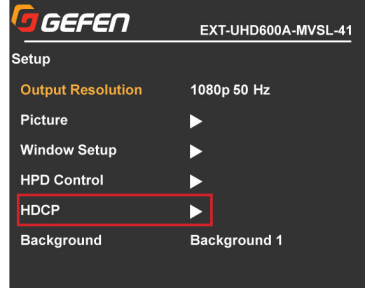 GEFEN
EXT-UHD600A-MVSL-41
Setup
Output Resolution 1080p 50 Hz
Picture
Window Setup
HPD Control
HDCP
Background Background 1